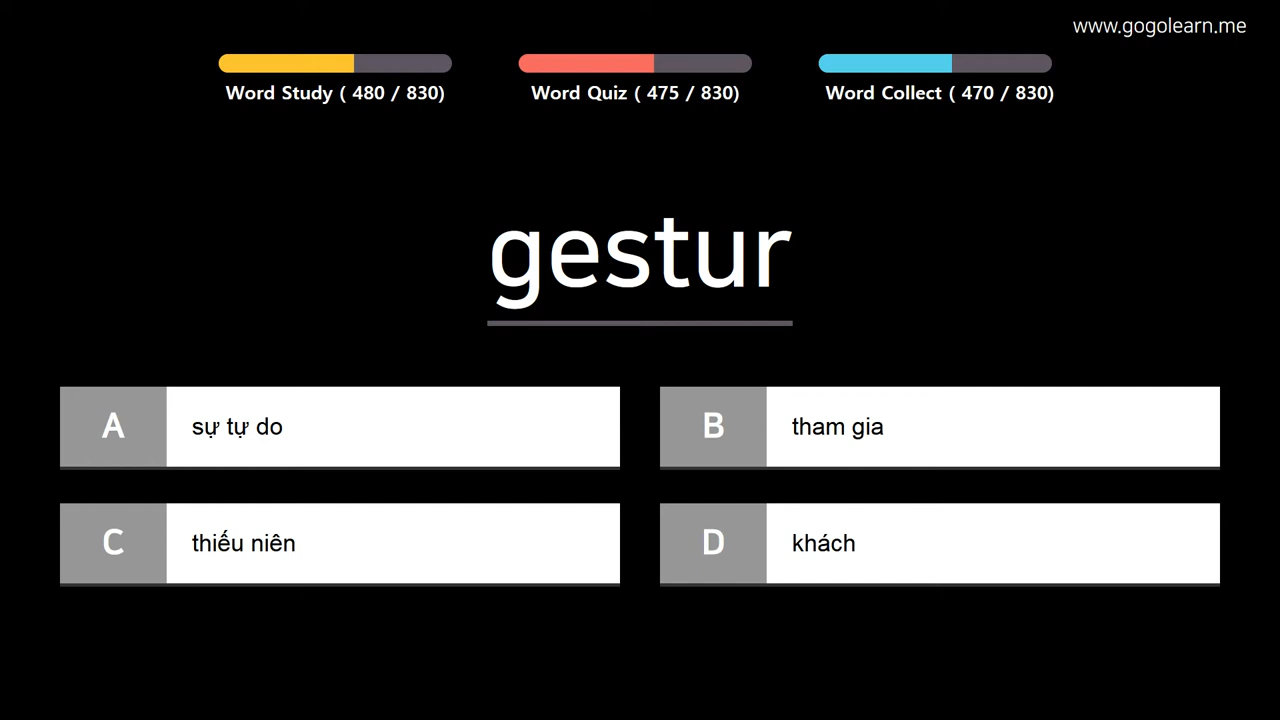 www.gogolearn.me
Word Study ( 480 / 830)
Word Quiz ( 475 / 830)
Word Collect ( 470 / 830)
gestur
A sự tự do
B tham gia
C thiếu niên
D khách